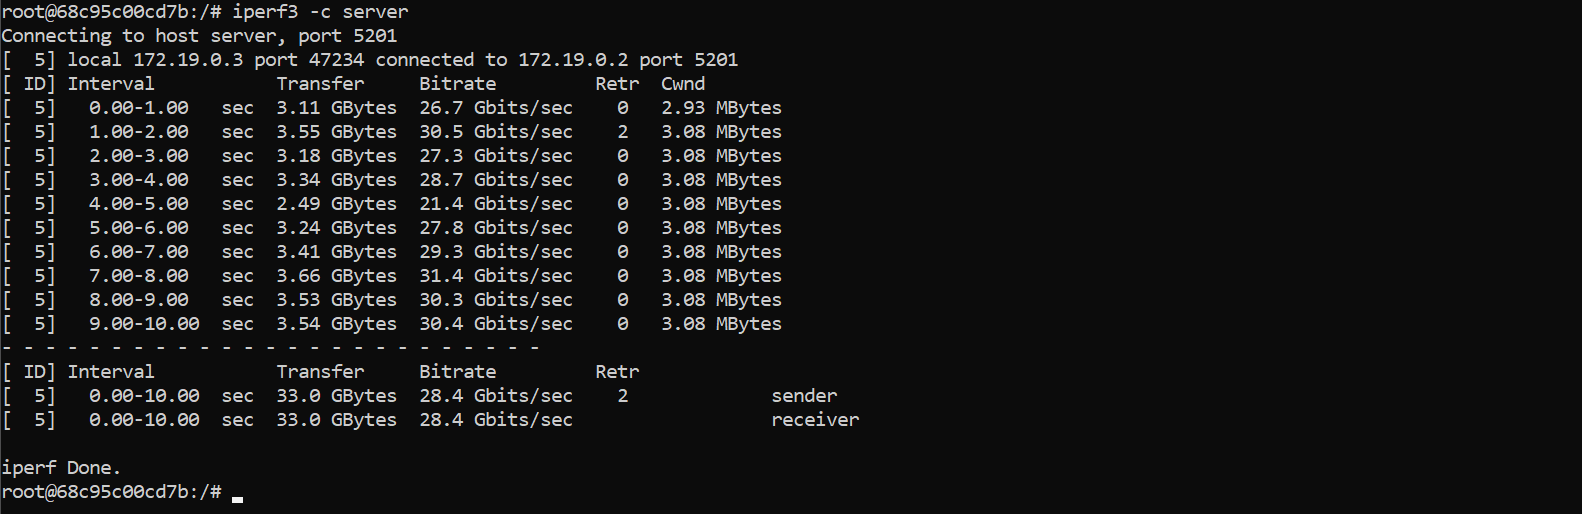 root@68c95c00cd7b:/# iperf3 -c server
Connecting to host server, port 5201
[  5] local 172.19.0.3 port 47234 connected to 172.19.0.2 port 5201
[ ID] Interval           Transfer     Bitrate         Retr  Cwnd
[  5]   0.00-1.00   sec  3.11 GBytes  26.7 Gbits/sec    0   2.93 MBytes
[  5]   1.00-2.00   sec  3.55 GBytes  30.5 Gbits/sec    2   3.08 MBytes
[  5]   2.00-3.00   sec  3.18 GBytes  27.3 Gbits/sec    0   3.08 MBytes
[  5]   3.00-4.00   sec  3.34 GBytes  28.7 Gbits/sec    0   3.08 MBytes
[  5]   4.00-5.00   sec  2.49 GBytes  21.4 Gbits/sec    0   3.08 MBytes
[  5]   5.00-6.00   sec  3.24 GBytes  27.8 Gbits/sec    0   3.08 MBytes
[  5]   6.00-7.00   sec  3.41 GBytes  29.3 Gbits/sec    0   3.08 MBytes
[  5]   7.00-8.00   sec  3.66 GBytes  31.4 Gbits/sec    0   3.08 MBytes
[  5]   8.00-9.00   sec  3.53 GBytes  30.3 Gbits/sec    0   3.08 MBytes
[  5]   9.00-10.00  sec  3.54 GBytes  30.4 Gbits/sec    0   3.08 MBytes
- - - - - - - - - - - - - - - - - - - - - - - - -
[ ID] Interval           Transfer     Bitrate         Retr
[  5]   0.00-10.00  sec  33.0 GBytes  28.4 Gbits/sec    2             sender
[  5]   0.00-10.00  sec  33.0 GBytes  28.4 Gbits/sec                  receiver

iperf Done.
root@68c95c00cd7b:/#